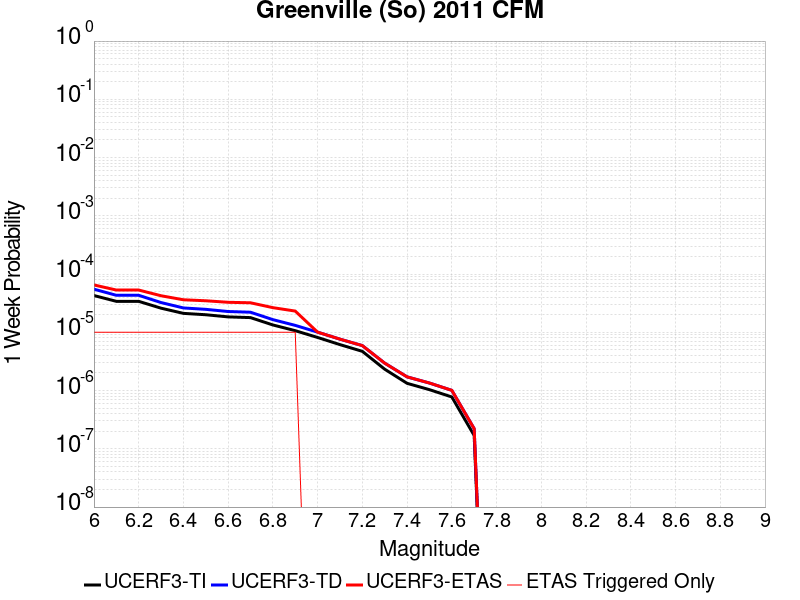 Greenville (So) 2011 CFM
10^0
10^-1
10^-2
10^-3
10^-4
10^-5
10^-6
10^-7
10^-8
1 Week Probability
6 6.2 6.4 6.6 6.8 7 7.2 7.4 7.6 7.8 8 8.2 8.4 8.6 8.8 9
Magnitude
UCERF3-TI UCERF3-TD UCERF3-ETAS ETAS Triggered Only